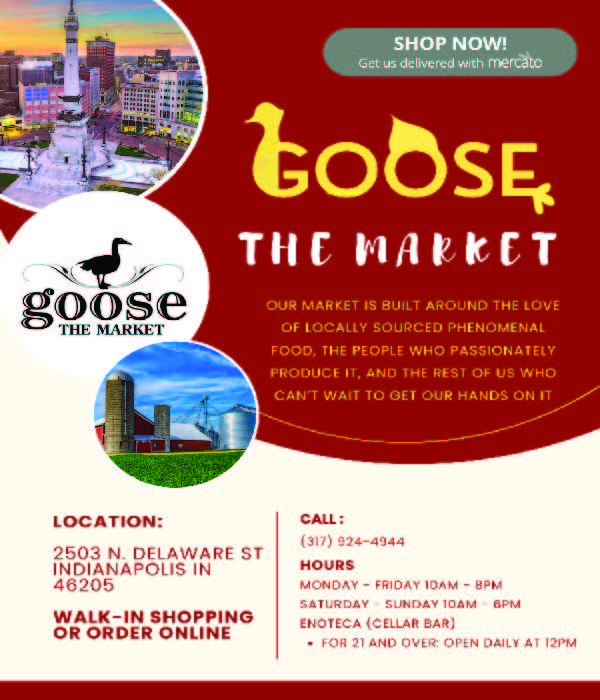 SHOP NOW!
Get us delivered with mercato
GOOSE
THE MARKET
goose
THE MARKET
OUR MARKET IS BUILT AROUND THE LOVE
OF LOCALLY SOURCED PHENOMENAL
FOOD, THE PEOPLE WHO PASSIONATELY
PRODUCE IT, AND THE REST OF US WHO
CAN'T WAIT TO GET OUR HANDS ON IT
LOCATION:
2503 N. DELAWARE ST
INDIANAPOLIS IN
46205
WALK-IN SHOPPING
OR ORDER ONLINE
CALL:
(317) 924-4944
HOURS
MONDAY - FRIDAY 10AM - 8PM
SATURDAY - SUNDAY 10AM - 6PM
ENOTECA (CELLAR BAR)
• FOR 21 AND OVER: OPEN DAILY AT 12PM